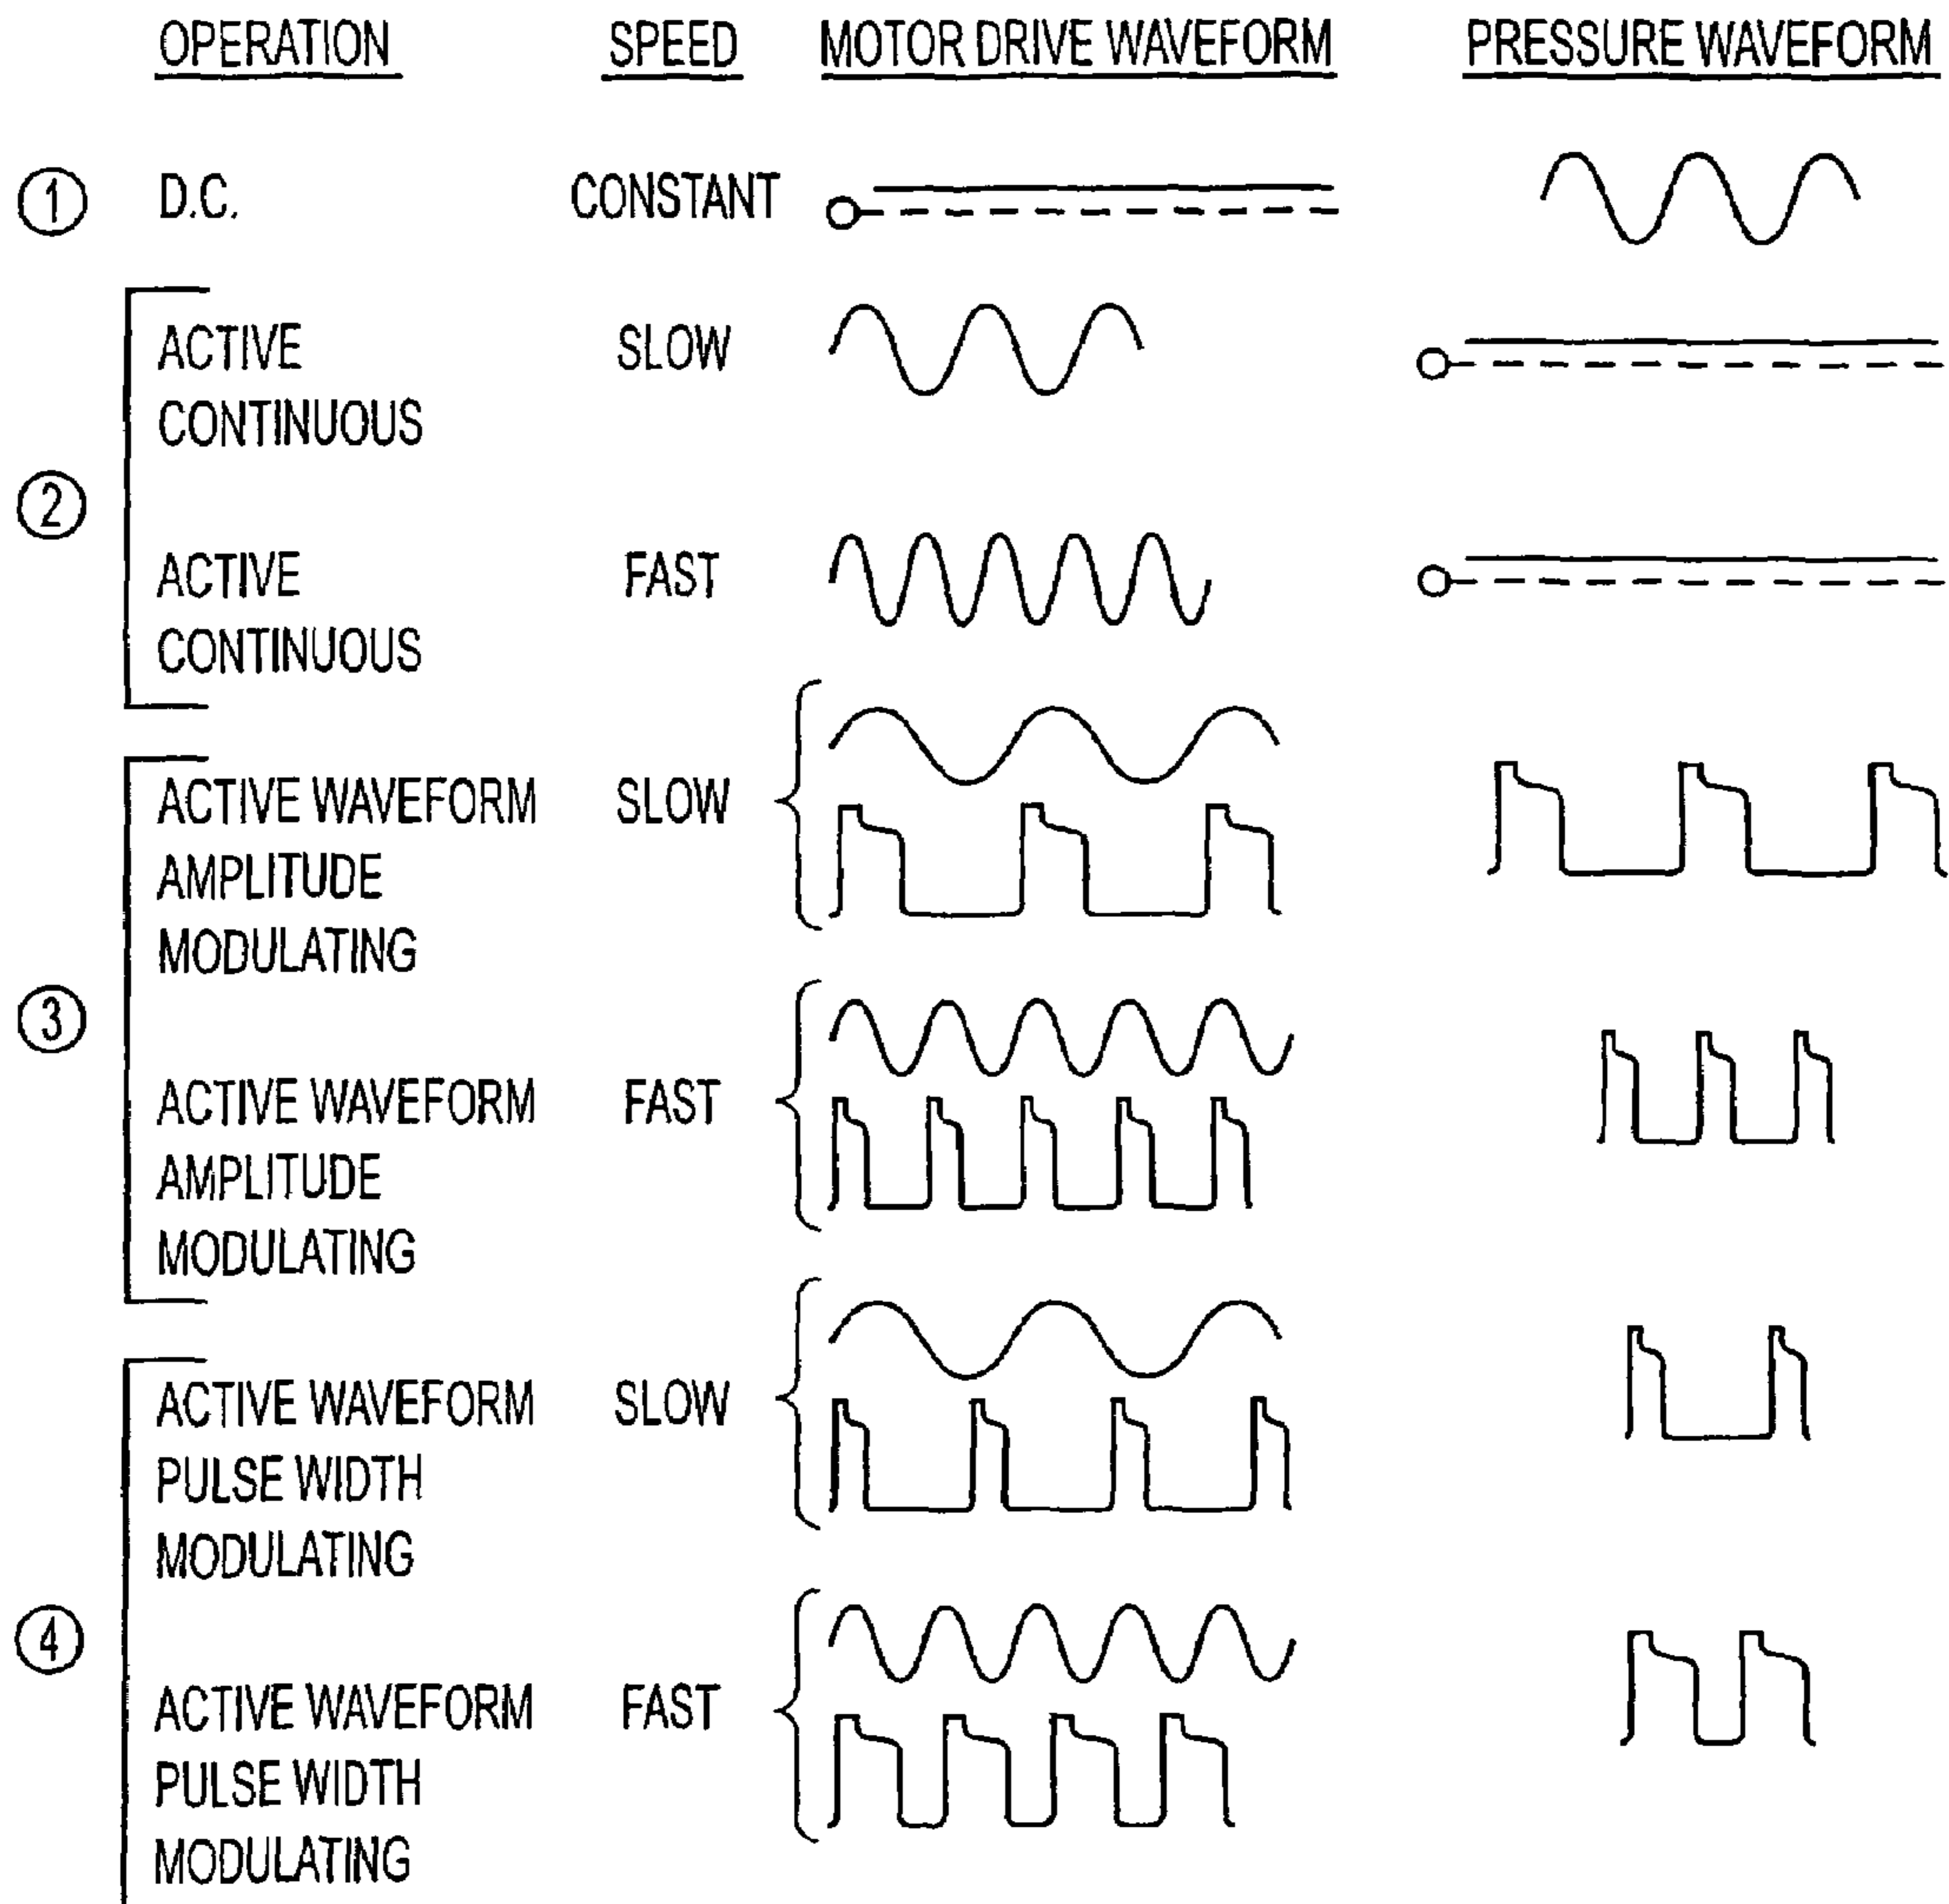 OPERATION SPEED MOTOR DRIVE WAVEFORM PRESSURE WAVEFORM
1 D.C. CONSTANT
ACTIVE SLOW
CONTINUOUS
2
ACTIVE FAST
CONTINUOUS
ACTIVE WAVEFORM SLOW
AMPLITUDE
MODULATING
3
ACTIVE WAVEFORM FAST
AMPLITUDE
MODULATING
ACTIVE WAVEFORM SLOW
PULSE WIDTH
MODULATING
4
ACTIVE WAVEFORM FAST
PULSE WIDTH
MODULATING